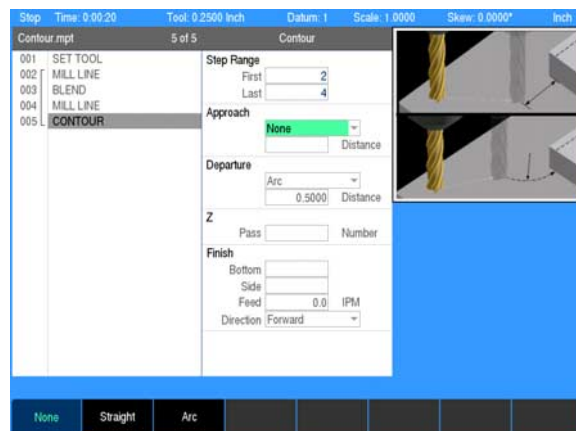 Stop Time: 0:00:20 Tool: 0.2500 Inch Datum: 1 Scale: 1.0000 Skew: 0.0000° Inch
Contour.mpt 5 of 5 Contour
001 SET TOOL
002 MILL LINE
003 BLEND
004 MILL LINE
005 CONTOUR
Step Range
First 2
Last 4
Approach
None
Distance
Departure
Arc
0.5000 Distance
Z
Pass Number
Finish
Bottom
Side
Feed 0.0 IPM
Direction Forward
None Straight Arc